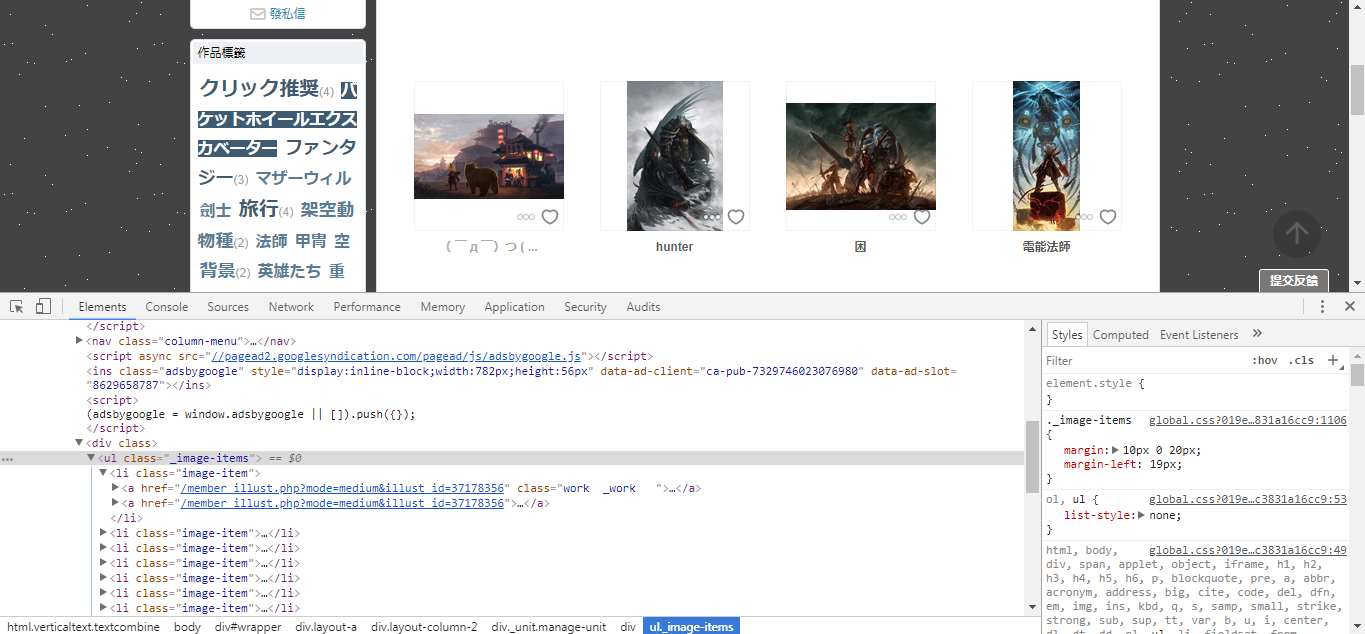 發私信
作品標籤
クリック推奨(4) バ
ケットホイールエクス
カベーター ファンタ
ジー(3) マザーウィル
劍士 旅行(4) 架空動
物種(2) 法師 甲冑 空
背景(2) 英雄たち 重
(￣д￣) つ(...
hunter
困
電能法師
提交反饋
Elements Console Sources Network Performance Memory Application Security Audits
</script>
<nav class="column-menu">…</nav>
<script async src="//pagead2.googlesyndication.com/pagead/js/adsbygoogle.js"></script>
<ins class="adsbygoogle" style="display:inline-block;width:782px;height:56px" data-ad-client="ca-pub-7329746023076980" data-ad-slot=
"8629658787"></ins>
<script>
(adsbygoogle = window.adsbygoogle || []).push({});
</script>
<div class>
... <ul class="_image-items"> == $0
<li class="image-item">
<a href="/member_illust.php?mode=medium&illust_id=37178356" class="work  _work   ">…</a>
<a href="/member_illust.php?mode=medium&illust_id=37178356">…</a>
</li>
<li class="image-item">…</li>
<li class="image-item">…</li>
<li class="image-item">…</li>
<li class="image-item">…</li>
<li class="image-item">…</li>
<li class="image-item">…</li>
html.verticaltext.textcombine body div#wrapper div.layout-a div.layout-column-2 div._unit.manage-unit div ul._image-items
Styles Computed Event Listeners »
Filter :hov .cls +
element.style {
}
._image-items global.css?019e…831a16cc9:1106
{
margin: 10px 0 20px;
margin-left: 19px;
}
ol, ul { global.css?019e…c3831a16cc9:53
list-style: none;
}
html, body, global.css?019e…c3831a16cc9:49
div, span, applet, object, iframe, h1, h2,
h3, h4, h5, h6, p, blockquote, pre, a, abbr,
acronym, address, big, cite, code, del, dfn,
em, img, ins, kbd, q, s, samp, small, strike,
strong, sub, sup, tt, var, b, u, i, center,
dl, dt, dd, ol, ul, li, fieldset, form,